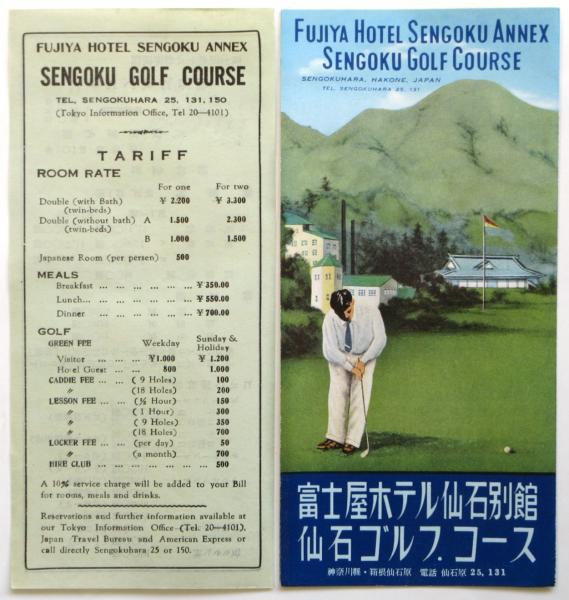 FUJIYA HOTEL SENGOKU ANNEX
SENGOKU GOLF COURSE
TEL, SENGOKUHARA 25, 131, 150
(Tokyo Information Office, Tel 20—4101)
TARIFF
ROOM RATE
For one For two
Double (with Bath) ¥ 2.200 ¥ 3.300
(twin-beds)
Double (without bath) A 1.500 2.300
(twin-beds)
B 1.000 1.500
Japanese Room (per persen) 500
MEALS
Breakfsst ... ... ... ... ... ... ¥ 350.00
Lunch... ... ... ... ... ... ... ¥ 550.00
Dinner ... ... ... ... ... ... ¥ 700.00
GOLF
GREEN FEE Weekday Sunday & Holiday
Visitor ... ... ... ¥1.000 ¥ 1.200
Hotel Guest ... ... 800 1.000
CADDIE FEE ... ... ( 9 Holes) 100
〃 (18 Holes) 200
LESSON FEE ... ... (½ Hour) 150
〃 ( 1 Hour) 300
〃 ( 9 Holes) 350
〃 (18 Holes) 700
LOCKER FEE ... ... (per day) 50
〃 (a month) 700
HIRE CLUB ... ... ... ... ... ... 500
A 10% service charge will be added to your Bill
for rooms, meals and drinks.
Reservations and further information available at
our Tokyo Information Office (Tel. 20—4101),
Japan Travel Bureau and American Express or
call directly Sengokuhara 25 or 150.
FUJIYA HOTEL SENGOKU ANNEX
SENGOKU GOLF COURSE
SENGOKUHARA, HAKONE, JAPAN
TEL, SENGOKUHARA 25, 131
富士屋ホテル仙石別館
仙石ゴルフ.コース
神奈川縣・箱根仙石原 電話 仙石原 25, 131